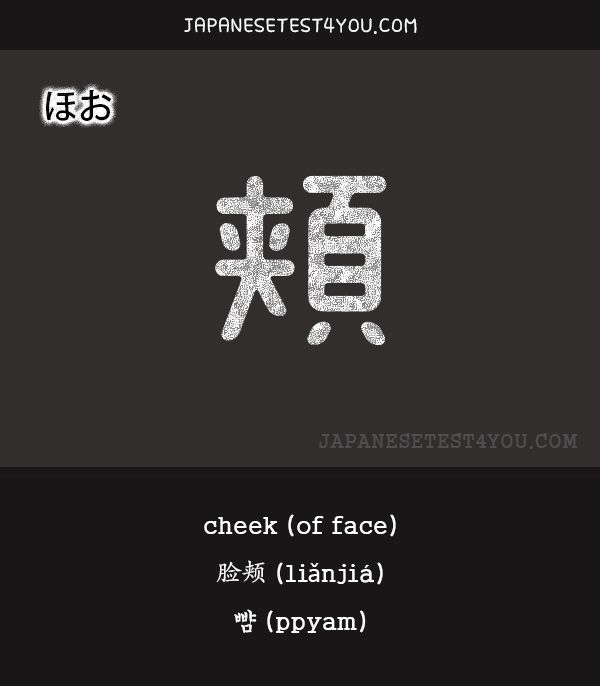 JAPANESETEST4YOU.COM
ほお
頬
JAPANESETEST4YOU.COM
cheek (of face)
脸颊 (liǎnjiá)
뺨 (ppyam)